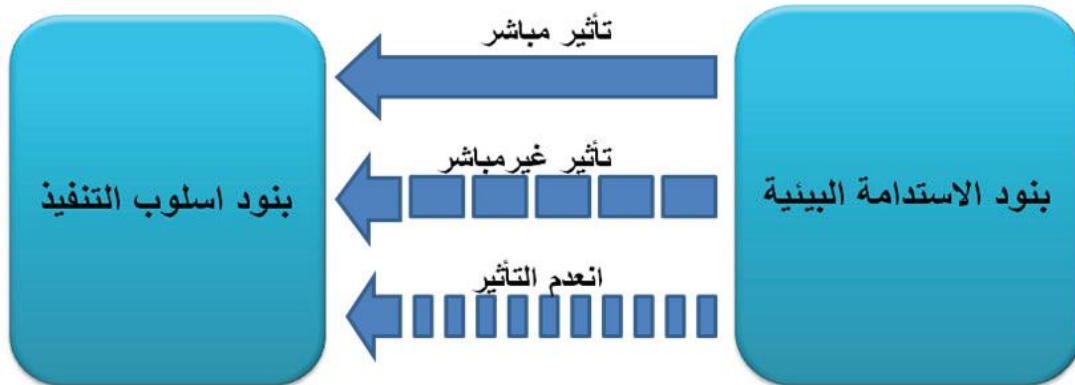 بنود الاستدامة البيئية
تأثير مباشر
تأثير غيرمباشر
انعدم التأثير
بنود اسلوب التنفيذ